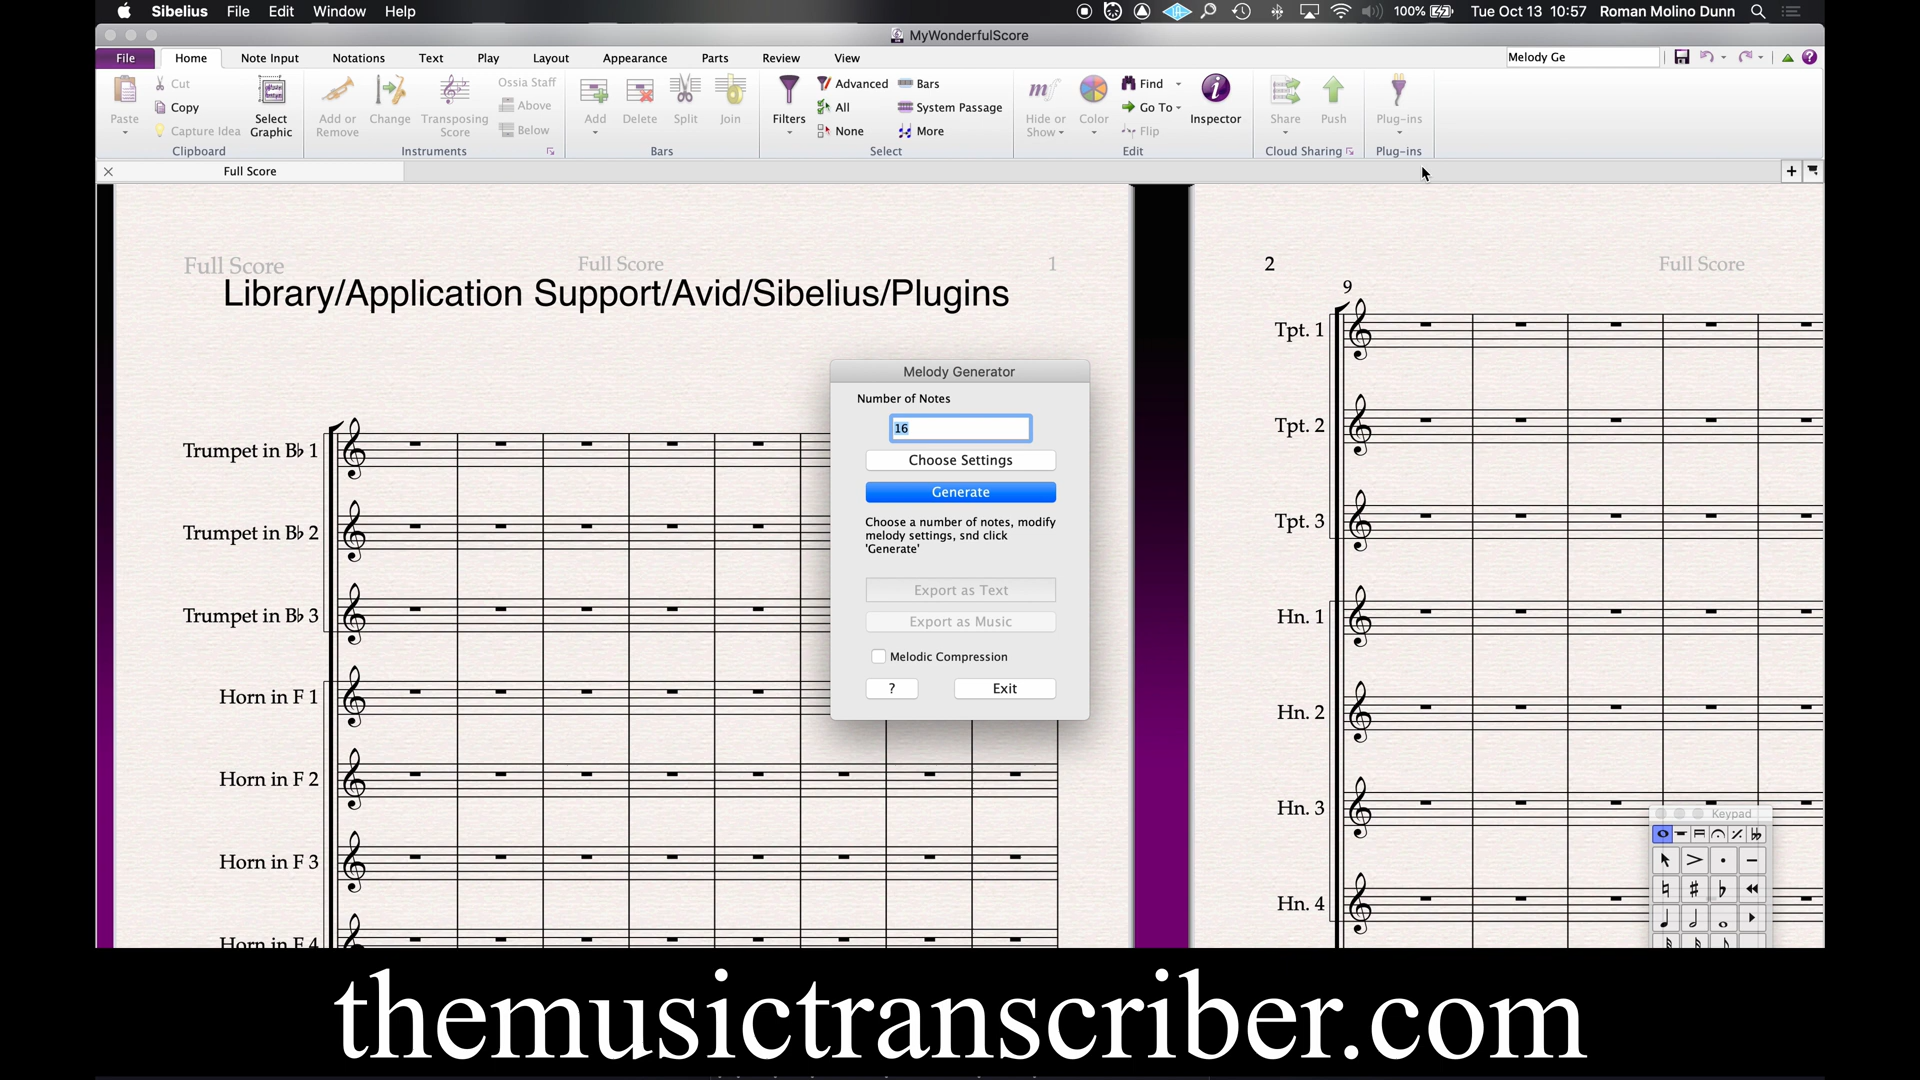 Sibelius File Edit Window Help 100% Tue Oct 13 10:57 Roman Molino Dunn
MyWonderfulScore
File Home Note Input Notations Text Play Layout Appearance Parts Review View Melody Ge
Paste Cut Copy Capture Idea Select Graphic
Clipboard
Add or Remove Change Transposing Score Ossia Staff Above Below
Instruments
Add Delete Split Join
Bars
Filters Advanced All None Bars System Passage More
Select
Hide or Show Color Find Go To Flip Inspector
Edit
Share Push
Cloud Sharing
Plug-ins
Plug-ins
Full Score
Full Score Full Score 1
Library/Application Support/Avid/Sibelius/Plugins
Trumpet in B♭ 1
Trumpet in B♭ 2
Trumpet in B♭ 3
Horn in F 1
Horn in F 2
Horn in F 3
Horn in F 4
Melody Generator
Number of Notes
16
Choose Settings
Generate
Choose a number of notes, modify
melody settings, snd click
'Generate'
Export as Text
Export as Music
Melodic Compression
? Exit
2 Full Score
9
Tpt. 1
Tpt. 2
Tpt. 3
Hn. 1
Hn. 2
Hn. 3
Hn. 4
Keypad
themusictranscriber.com